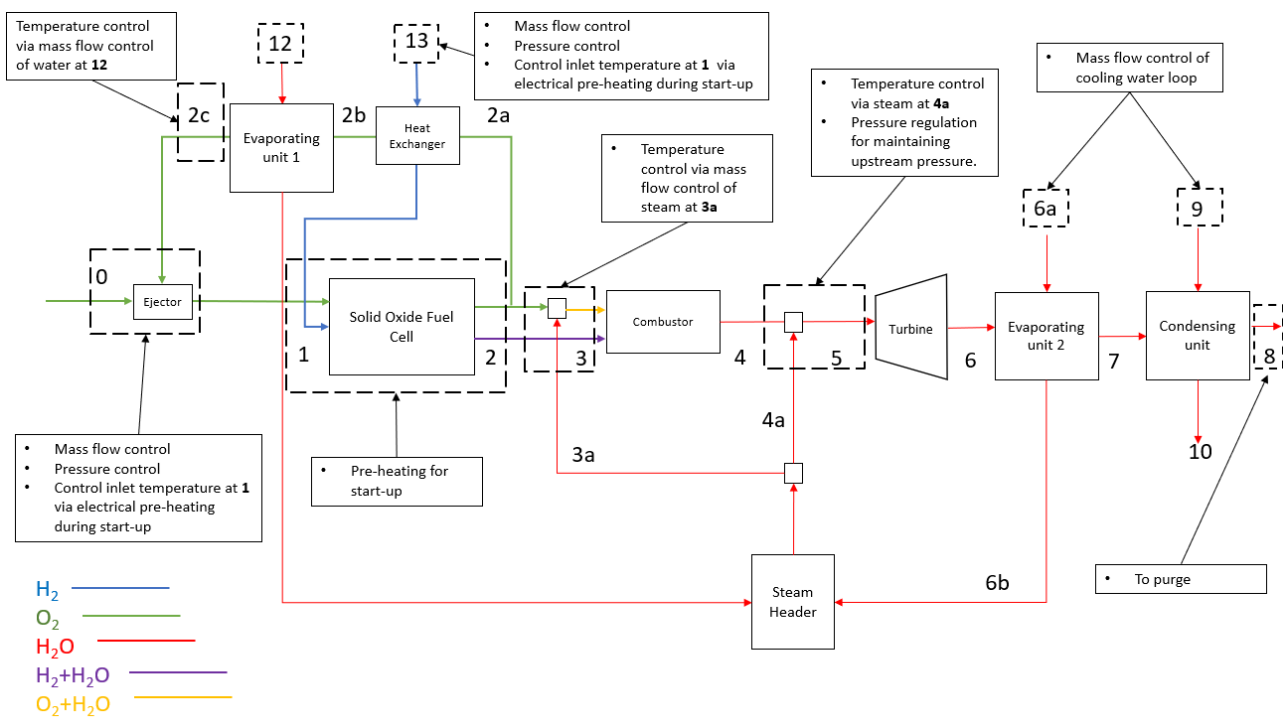 Temperature control
via mass flow control
of water at 12
12
13
• Mass flow control
• Pressure control
• Control inlet temperature at 1 via
electrical pre-heating during start-up
• Temperature control
via steam at 4a
• Pressure regulation
for maintaining
upstream pressure.
• Mass flow control of
cooling water loop
2c
Evaporating
unit 1
2b
Heat
Exchanger
2a
• Temperature
control via mass
flow control of
steam at 3a
6a
9
0
Ejector
1
Solid Oxide Fuel
Cell
2
3
Combustor
4
5
Turbine
6
Evaporating
unit 2
7
Condensing
unit
8
4a
3a
10
• Mass flow control
• Pressure control
• Control inlet temperature at 1
via electrical pre-heating
during start-up
• Pre-heating for
start-up
Steam
Header
6b
• To purge
H₂
O₂
H₂O
H₂+H₂O
O₂+H₂O